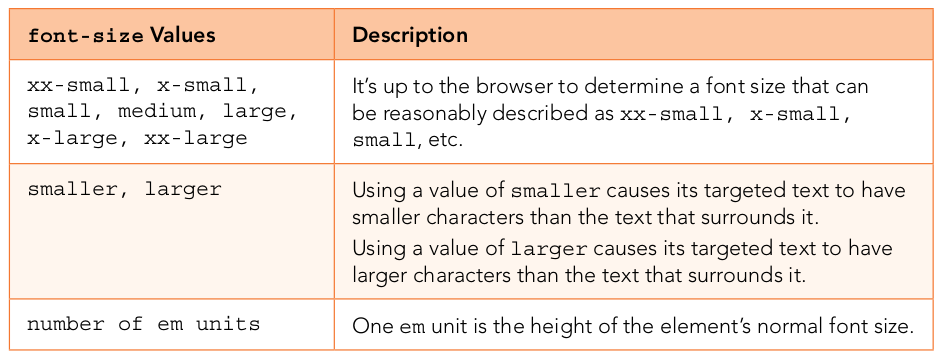 font-size Values
Description
xx-small, x-small,
small, medium, large,
x-large, xx-large
It's up to the browser to determine a font size that can
be reasonably described as xx-small, x-small,
small, etc.
smaller, larger
Using a value of smaller causes its targeted text to have
smaller characters than the text that surrounds it.
Using a value of larger causes its targeted text to have
larger characters than the text that surrounds it.
number of em units
One em unit is the height of the element's normal font size.